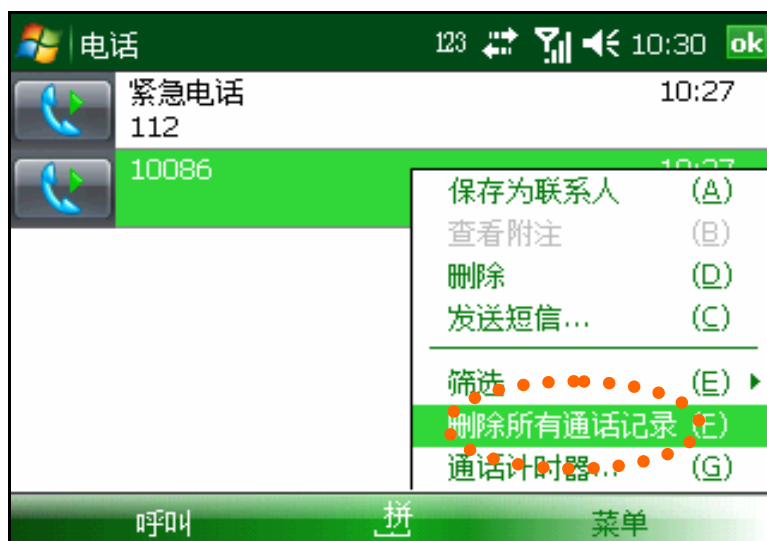 电话 123 10:30 ok
紧急电话 10:27
112
10086 10:27
保存为联系人 (A)
查看附注 (B)
删除 (D)
发送短信... (C)
筛选 (E)
删除所有通话记录 (F)
通话计时器... (G)
呼叫 拼 菜单